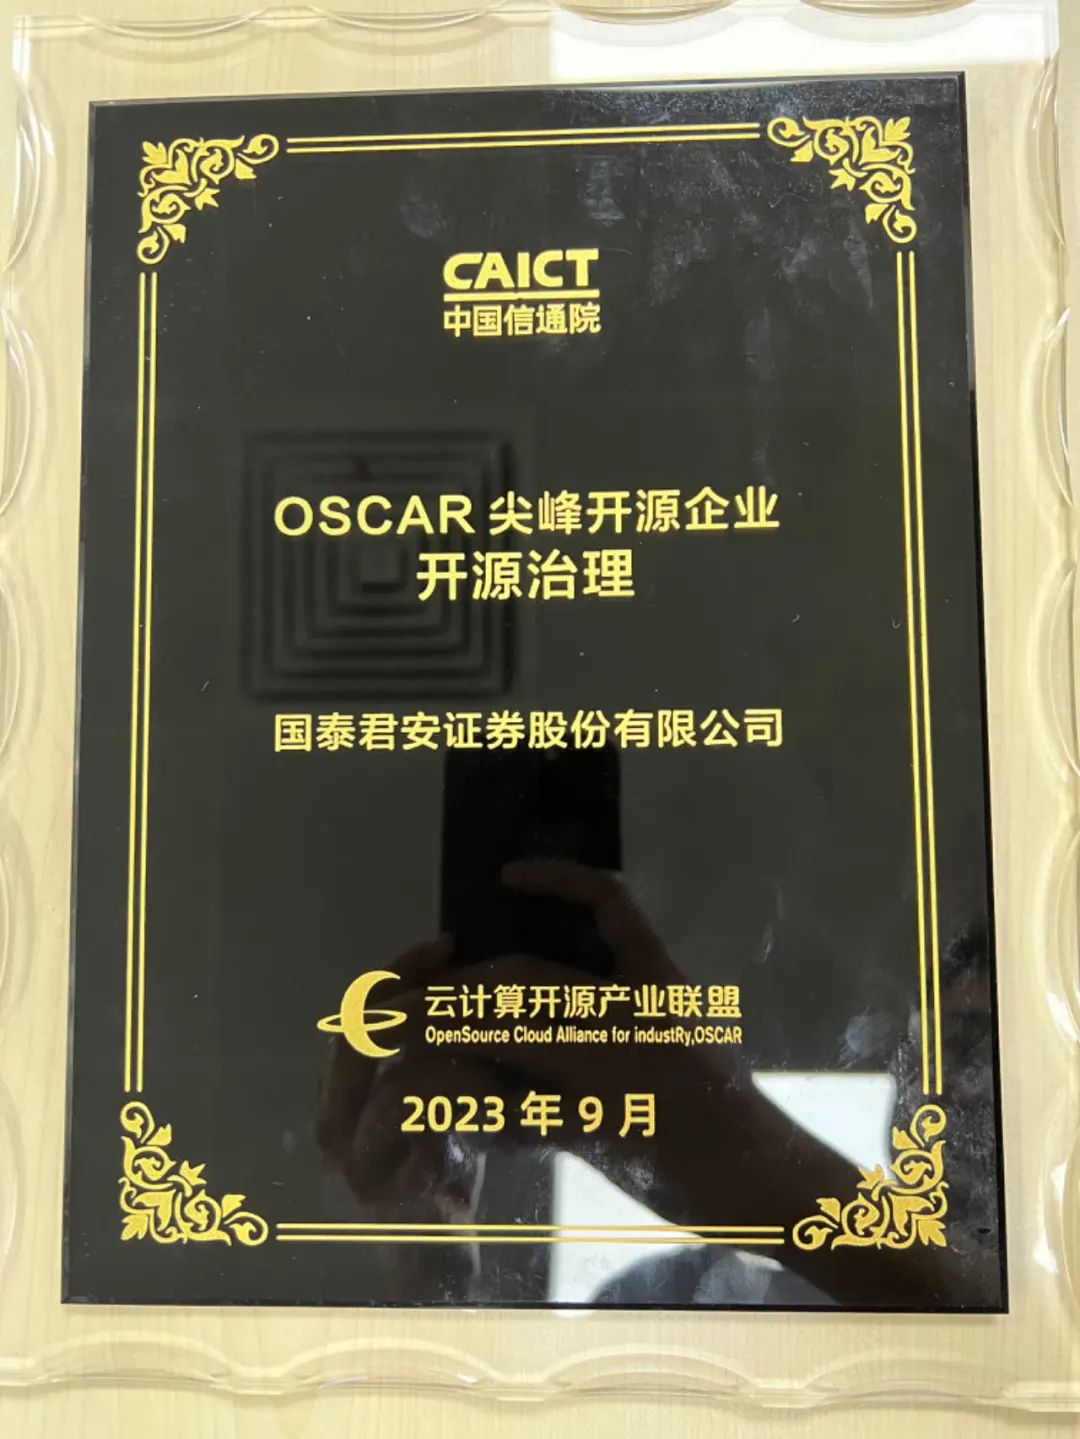 CAICT
中国信通院
OSCAR 尖峰开源企业
开源治理
国泰君安证券股份有限公司
云计算开源产业联盟
OpenSource Cloud Alliance for industRy,OSCAR
2023 年 9 月